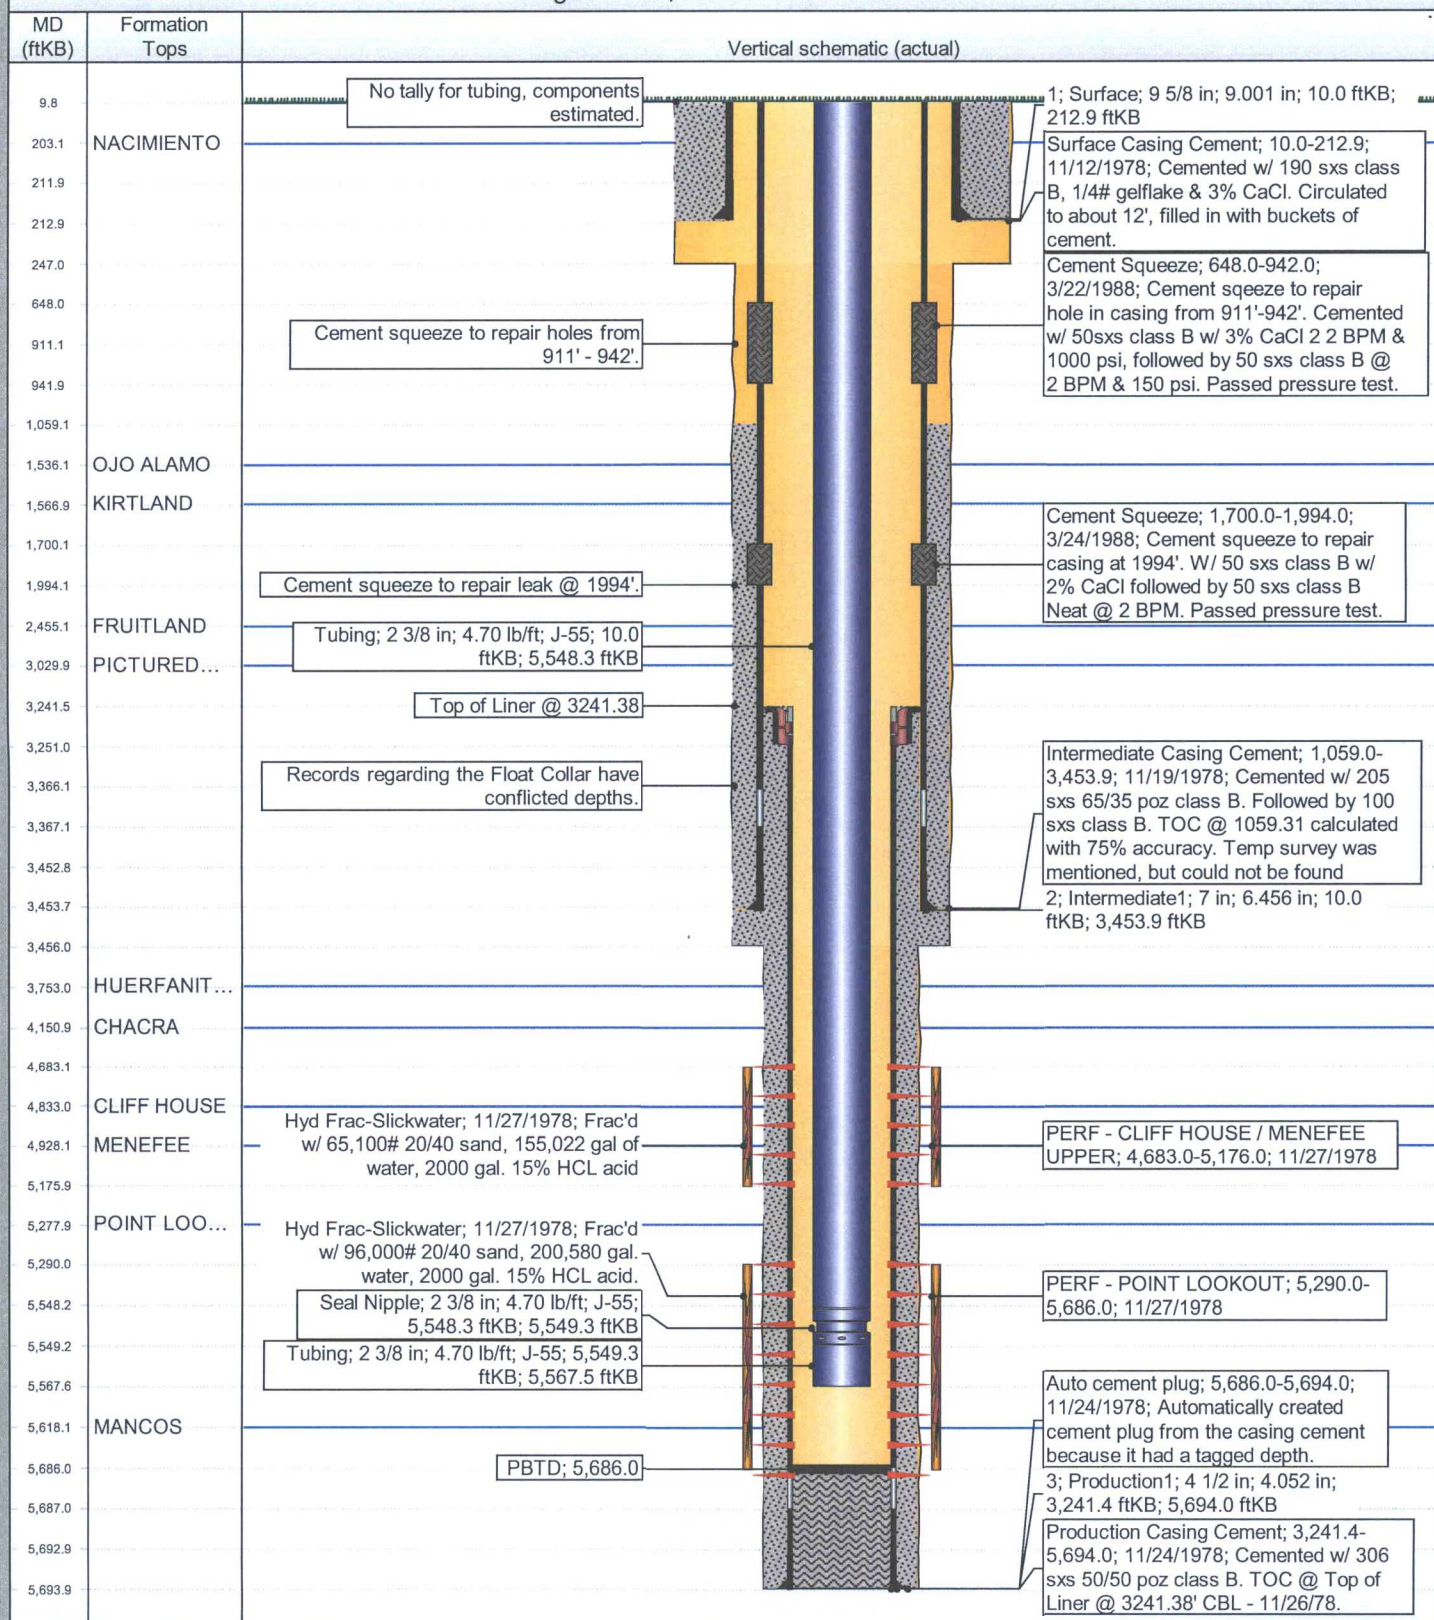 MD
(ftKB)
Formation
Tops
Vertical schematic (actual)
9.8
203.1
211.9
212.9
247.0
648.0
911.1
941.9
1,059.1
1,536.1
1,566.9
1,700.1
1,994.1
2,455.1
3,029.9
3,241.5
3,251.0
3,366.1
3,367.1
3,452.8
3,453.7
3,466.0
3,753.0
4,150.9
4,683.1
4,833.0
4,928.1
5,175.9
5,277.9
5,290.0
5,548.2
5,549.2
5,567.6
5,618.1
5,686.0
5,687.0
5,692.9
5,693.9
NACIMIENTO
OJO ALAMO
KIRTLAND
FRUITLAND
PICTURED...
HUERFANIT...
CHACRA
CLIFF HOUSE
MENEFEE
POINT LOO...
MANCOS
No tally for tubing, components
estimated.
Cement squeeze to repair holes from
911' - 942'.
Cement squeeze to repair leak @ 1994'.
Tubing; 2 3/8 in; 4.70 lb/ft; J-55; 10.0
ftKB; 5,548.3 ftKB
Top of Liner @ 3241.38
Records regarding the Float Collar have
conflicted depths.
Hyd Frac-Slickwater; 11/27/1978; Frac'd
w/ 65,100# 20/40 sand, 155,022 gal of
water, 2000 gal. 15% HCL acid
Hyd Frac-Slickwater; 11/27/1978; Frac'd
w/ 96,000# 20/40 sand, 200,580 gal.
water, 2000 gal. 15% HCL acid.
Seal Nipple; 2 3/8 in; 4.70 lb/ft; J-55;
5,548.3 ftKB; 5,549.3 ftKB
Tubing; 2 3/8 in; 4.70 lb/ft; J-55; 5,549.3
ftKB; 5,567.5 ftKB
PBTD; 5,686.0
1; Surface; 9 5/8 in; 9.001 in; 10.0 ftKB;
212.9 ftKB
Surface Casing Cement; 10.0-212.9;
11/12/1978; Cemented w/ 190 sxs class
B, 1/4# gelflake & 3% CaCl. Circulated
to about 12', filled in with buckets of
cement.
Cement Squeeze; 648.0-942.0;
3/22/1988; Cement sqeeze to repair
hole in casing from 911'-942'. Cemented
w/ 50sxs class B w/ 3% CaCl 2 2 BPM &
1000 psi, followed by 50 sxs class B @
2 BPM & 150 psi. Passed pressure test.
Cement Squeeze; 1,700.0-1,994.0;
3/24/1988; Cement squeeze to repair
casing at 1994'. W/ 50 sxs class B w/
2% CaCl followed by 50 sxs class B
Neat @ 2 BPM. Passed pressure test.
Intermediate Casing Cement; 1,059.0-
3,453.9; 11/19/1978; Cemented w/ 205
sxs 65/35 poz class B. Followed by 100
sxs class B. TOC @ 1059.31 calculated
with 75% accuracy. Temp survey was
mentioned, but could not be found
2; Intermediate1; 7 in; 6.456 in; 10.0
ftKB; 3,453.9 ftKB
PERF - CLIFF HOUSE / MENEFEE
UPPER; 4,683.0-5,176.0; 11/27/1978
PERF - POINT LOOKOUT; 5,290.0-
5,686.0; 11/27/1978
Auto cement plug; 5,686.0-5,694.0;
11/24/1978; Automatically created
cement plug from the casing cement
because it had a tagged depth.
3; Production1; 4 1/2 in; 4.052 in;
3,241.4 ftKB; 5,694.0 ftKB
Production Casing Cement; 3,241.4-
5,694.0; 11/24/1978; Cemented w/ 306
sxs 50/50 poz class B. TOC @ Top of
Liner @ 3241.38' CBL - 11/26/78.